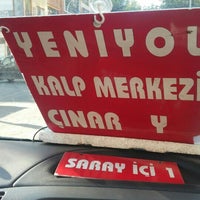 YENİYOL
KALP MERKEZİ
ÇINAR Y
SARAY İÇİ 1